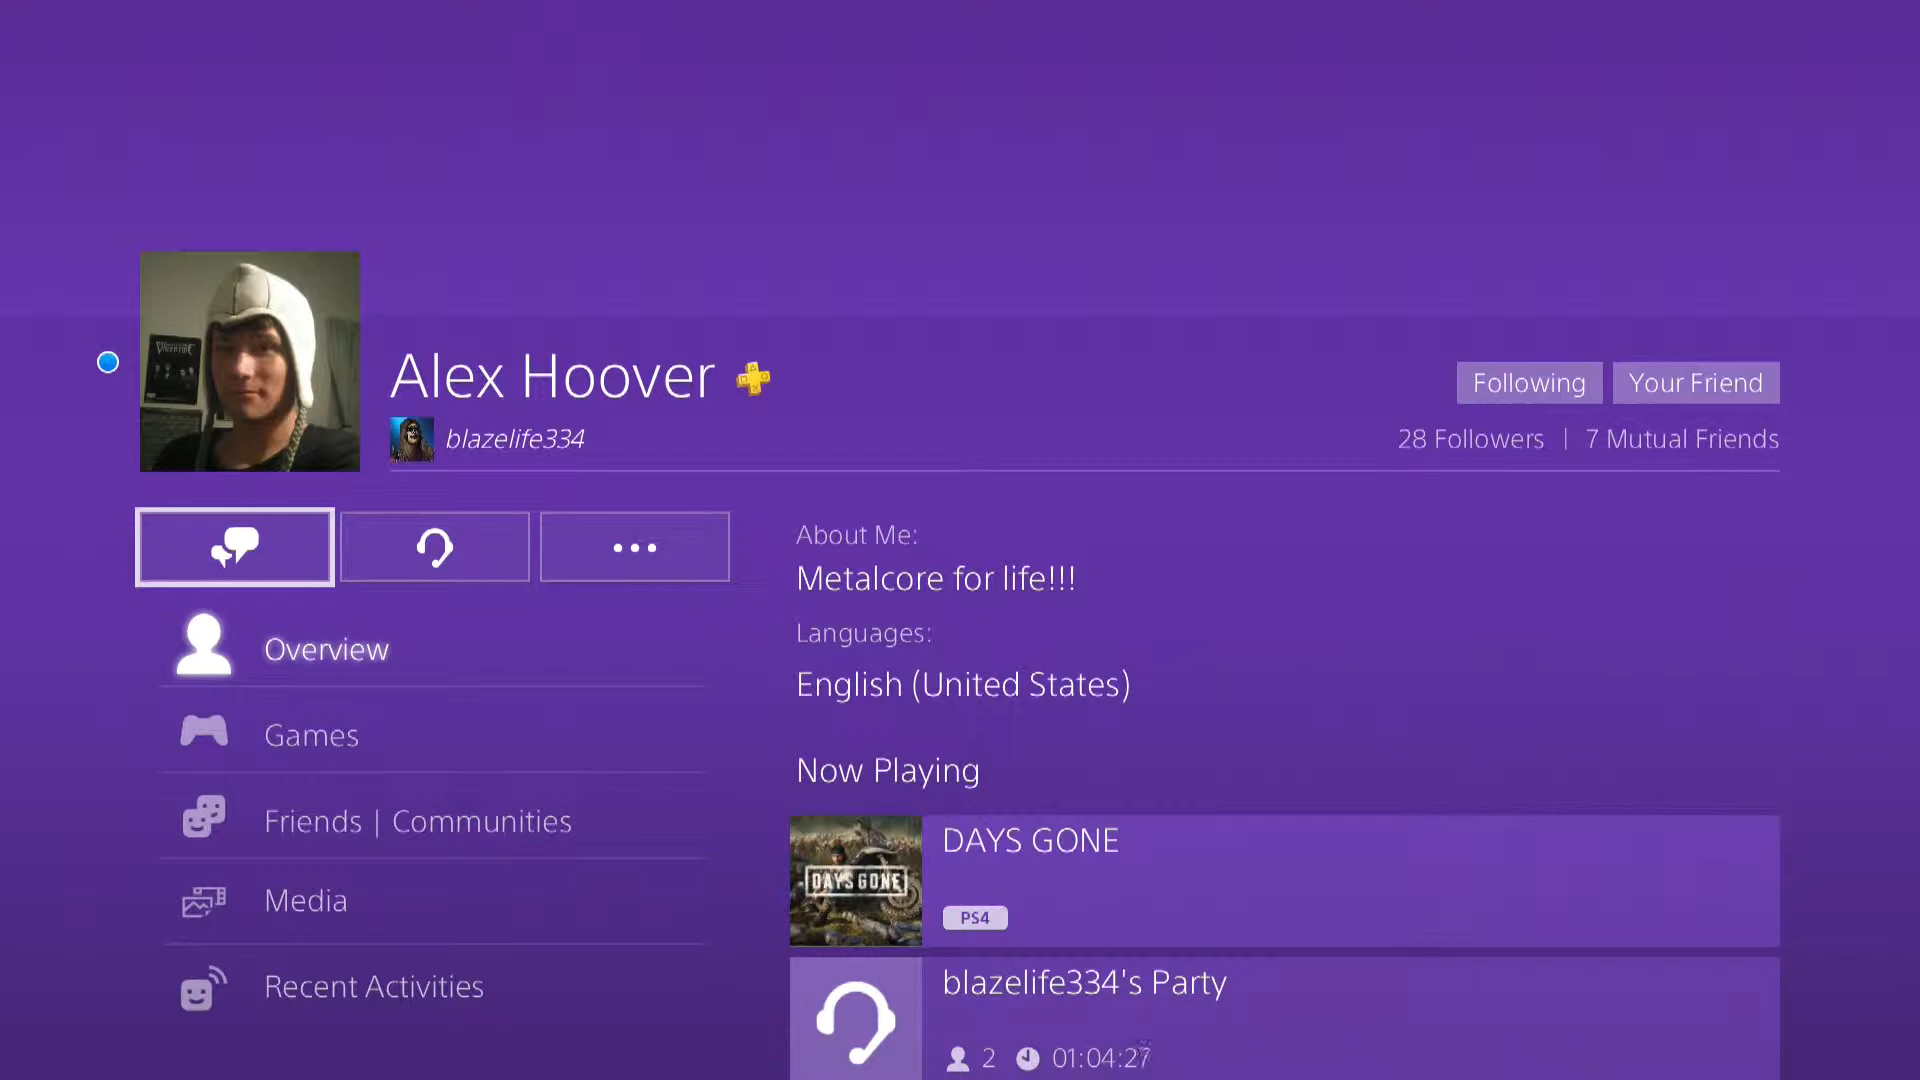 Alex Hoover
blazelife334
Following
Your Friend
28 Followers | 7 Mutual Friends
About Me:
Metalcore for life!!!
Languages:
English (United States)
Overview
Games
Friends | Communities
Media
Recent Activities
Now Playing
DAYS GONE
DAYS GONE
PS4
blazelife334's Party
2 01:04:27